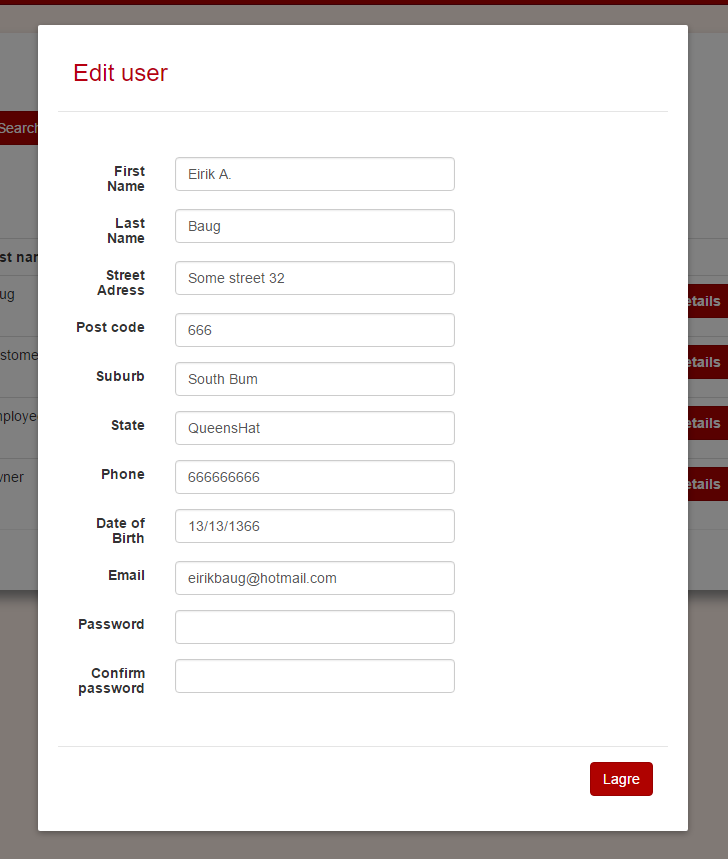 Edit user
Search
First
Name
Eirik A.
Last
Name
Baug
Street
Adress
Some street 32
Post code
666
Suburb
South Bum
State
QueensHat
Phone
666666666
Date of
Birth
13/13/1366
Email
eirikbaug@hotmail.com
Password
Confirm
password
Lagre
st nar
ug
stome
mploye
ner
etails
etails
etails
etails